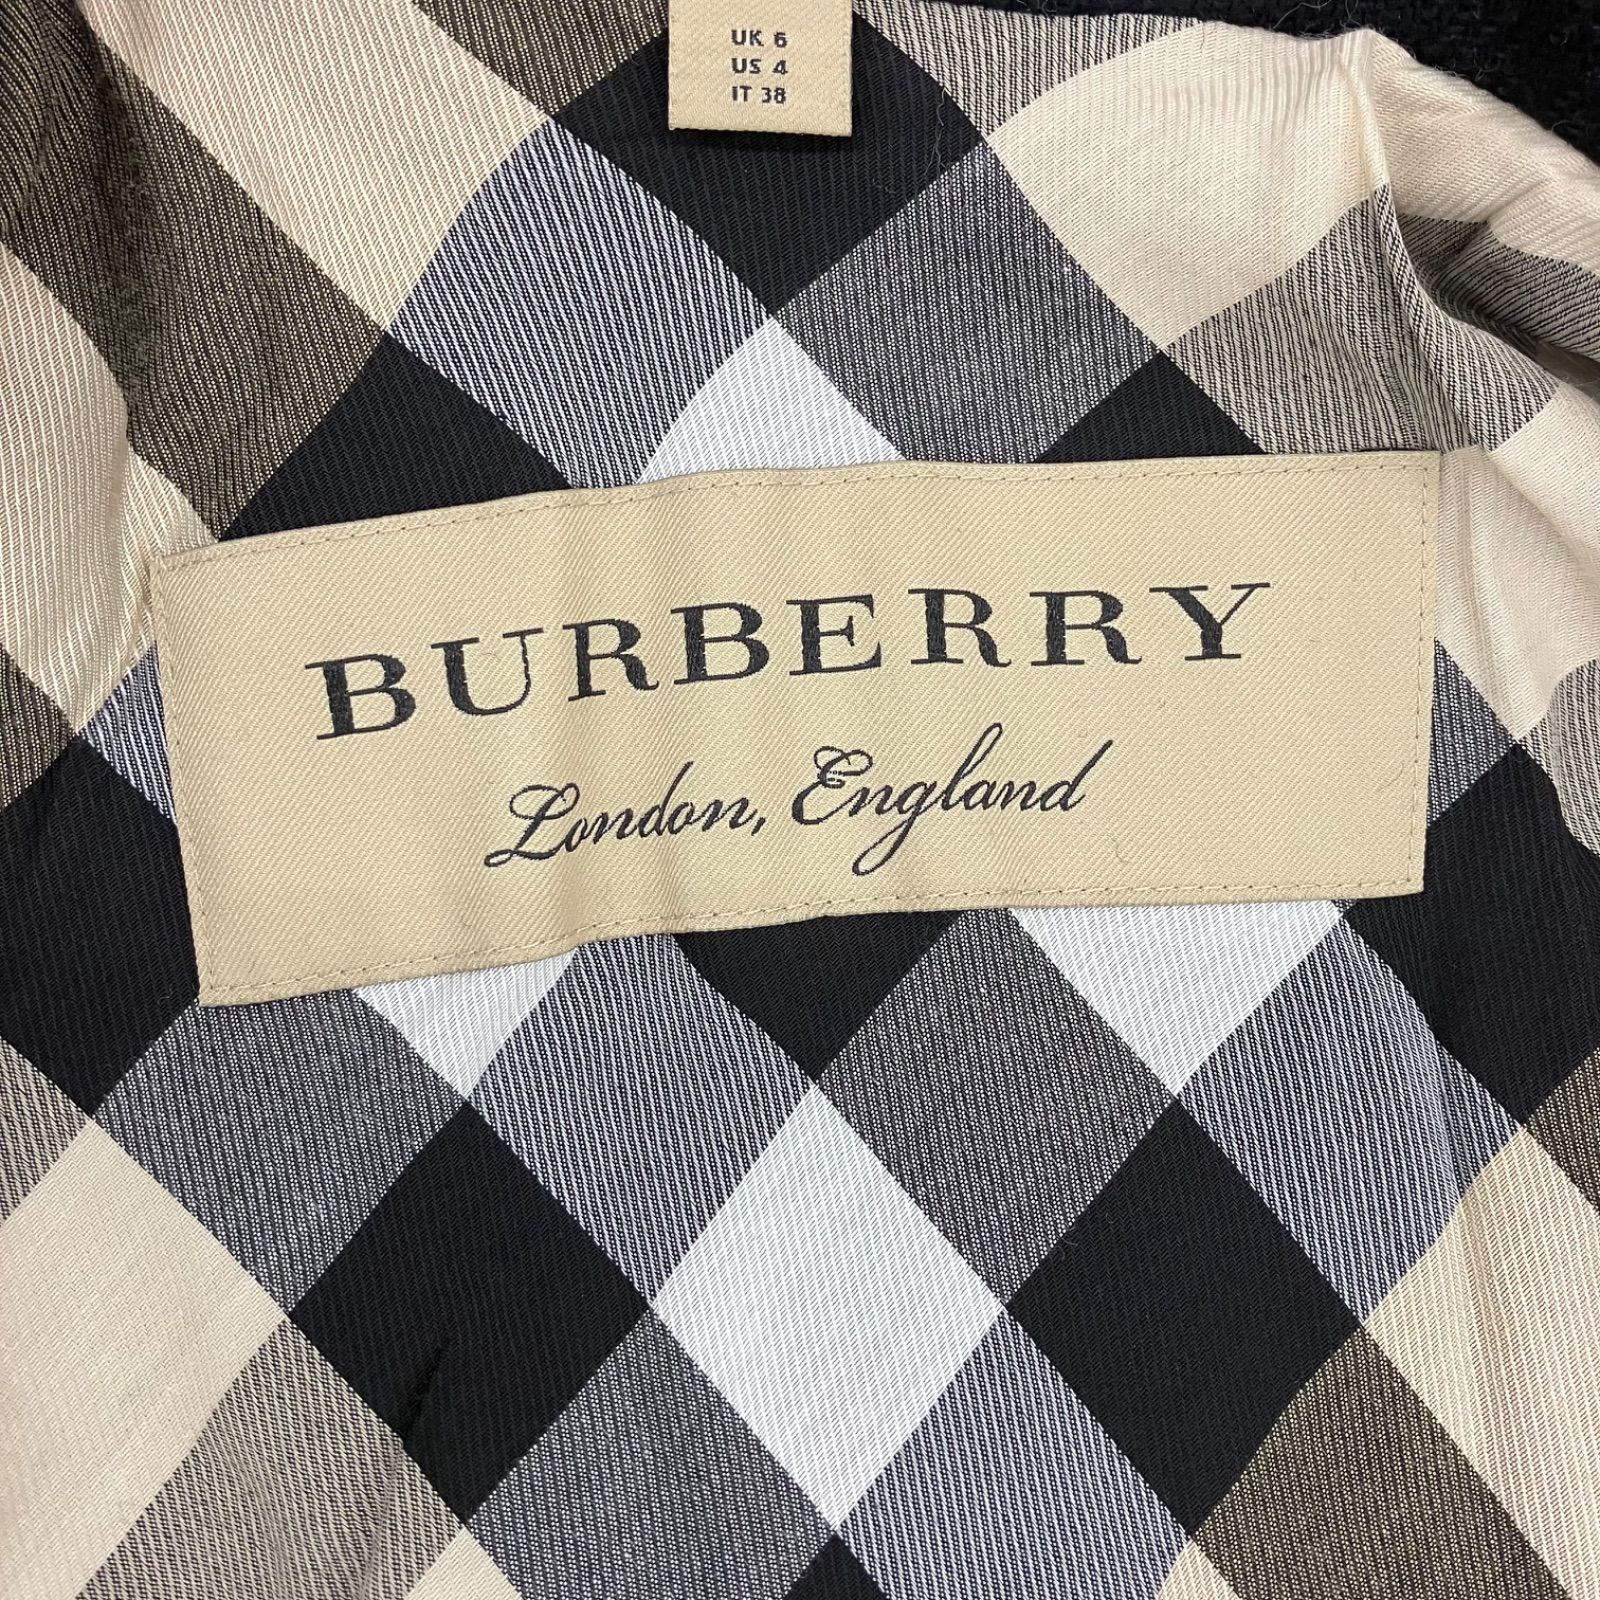 UK 6
US 4
IT 38
BURBERRY
London, England